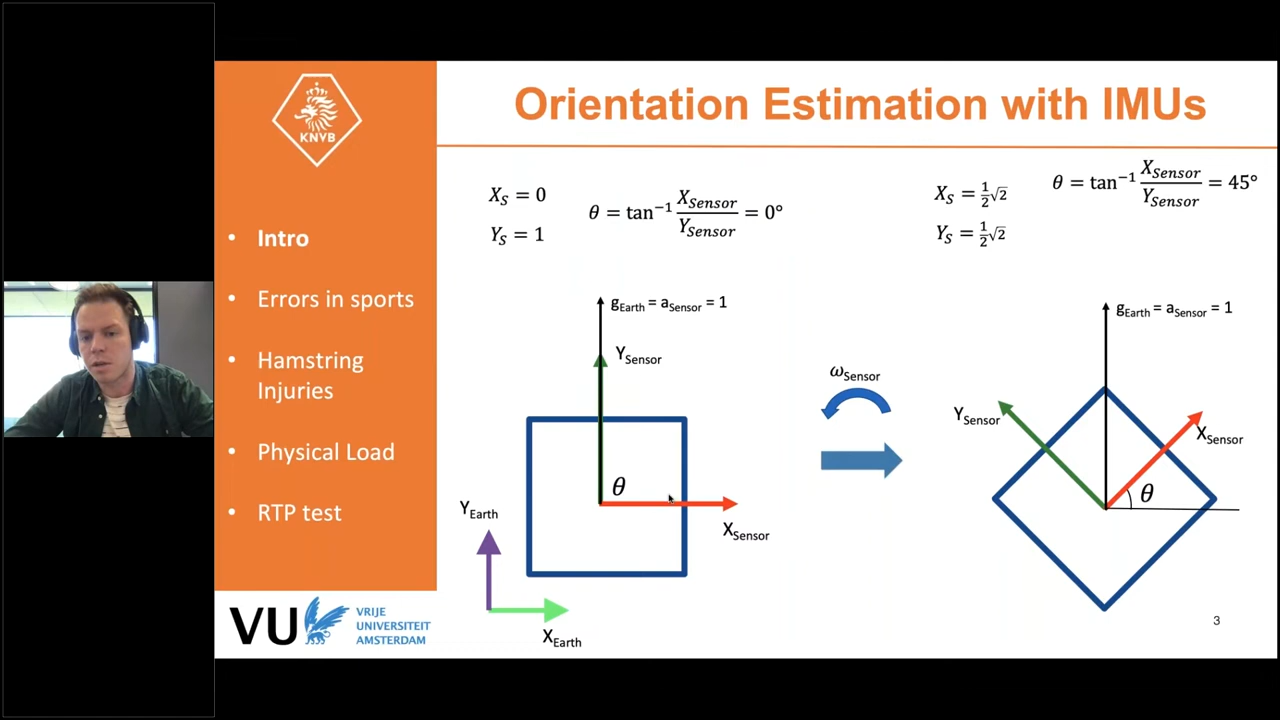 KNVB
Orientation Estimation with IMUs
• Intro
• Errors in sports
• Hamstring
Injuries
• Physical Load
• RTP test
VU VRIJE
UNIVERSITEIT
AMSTERDAM
X_S = 0
Y_S = 1
θ = tan⁻¹ X_Sensor / Y_Sensor = 0°
g_Earth = a_Sensor = 1
Y_Sensor
θ
X_Sensor
Y_Earth
X_Earth
ω_Sensor
X_S = ½√2
Y_S = ½√2
θ = tan⁻¹ X_Sensor / Y_Sensor = 45°
g_Earth = a_Sensor = 1
Y_Sensor
X_Sensor
θ
3